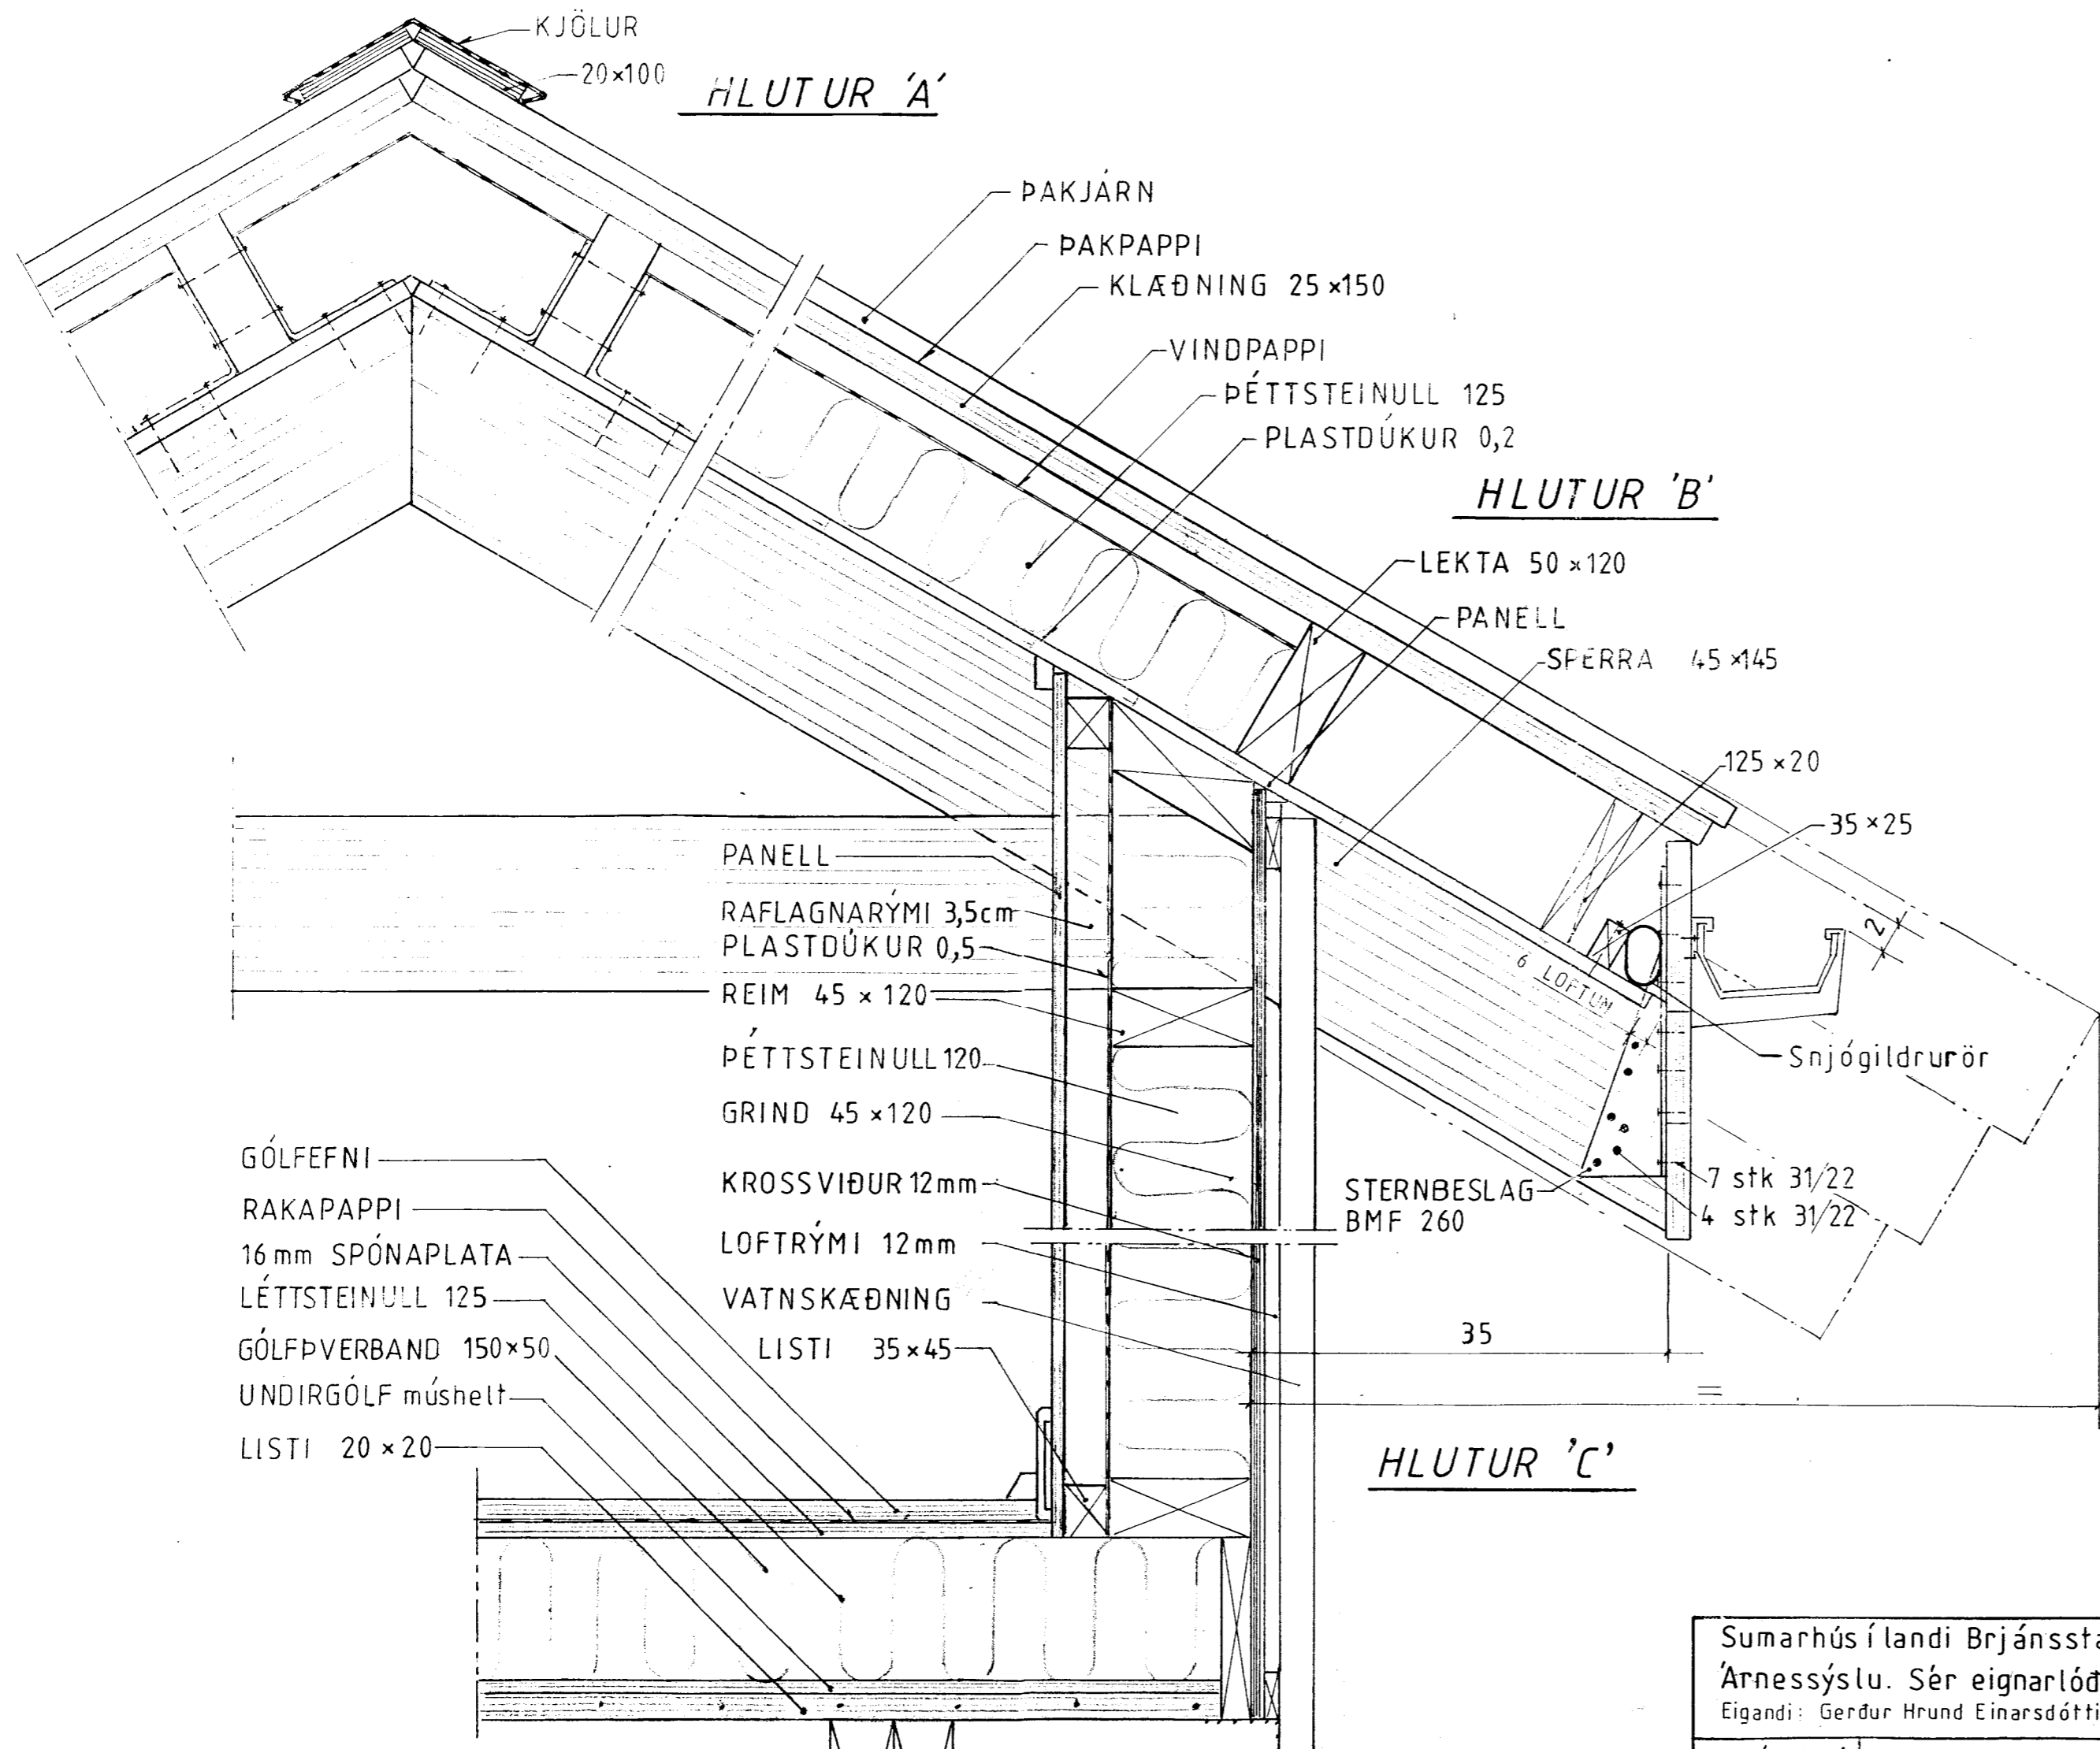 KJÖLUR
20×100
HLUTUR 'A'
ÞAKJÁRN
ÞAKPAPPI
KLÆÐNING 25×150
VINDPAPPI
ÞÉTTSTEINULL 125
PLASTDÚKUR 0,2
HLUTUR 'B'
LEKTA 50×120
PANELL
SPERRA 45×145
125×20
35×25
2
6 LOFTUN
Snjógildrurör
PANELL
RAFLAGNARÝMI 3,5cm
PLASTDÚKUR 0,5
REIM 45×120
ÞÉTTSTEINULL 120
GRIND 45×120
KROSSVIÐUR 12mm
LOFTRÝMI 12mm
VATNSKÆÐNING
LISTI 35×45
STERNBESLAG
BMF 260
7 stk 31/22
4 stk 31/22
35
=
GÓLFEFNI
RAKAPAPPI
16mm SPÓNAPLATA
LÉTTSTEINULL 125
GÓLFÞVERBAND 150×50
UNDIRGÓLF múshelt
LISTI 20×20
HLUTUR 'C'
Sumarhús í landi Brjánssta
Árnessýslu. Sér eignarlóð
Eigandi: Gerður Hrund Einarsdótti